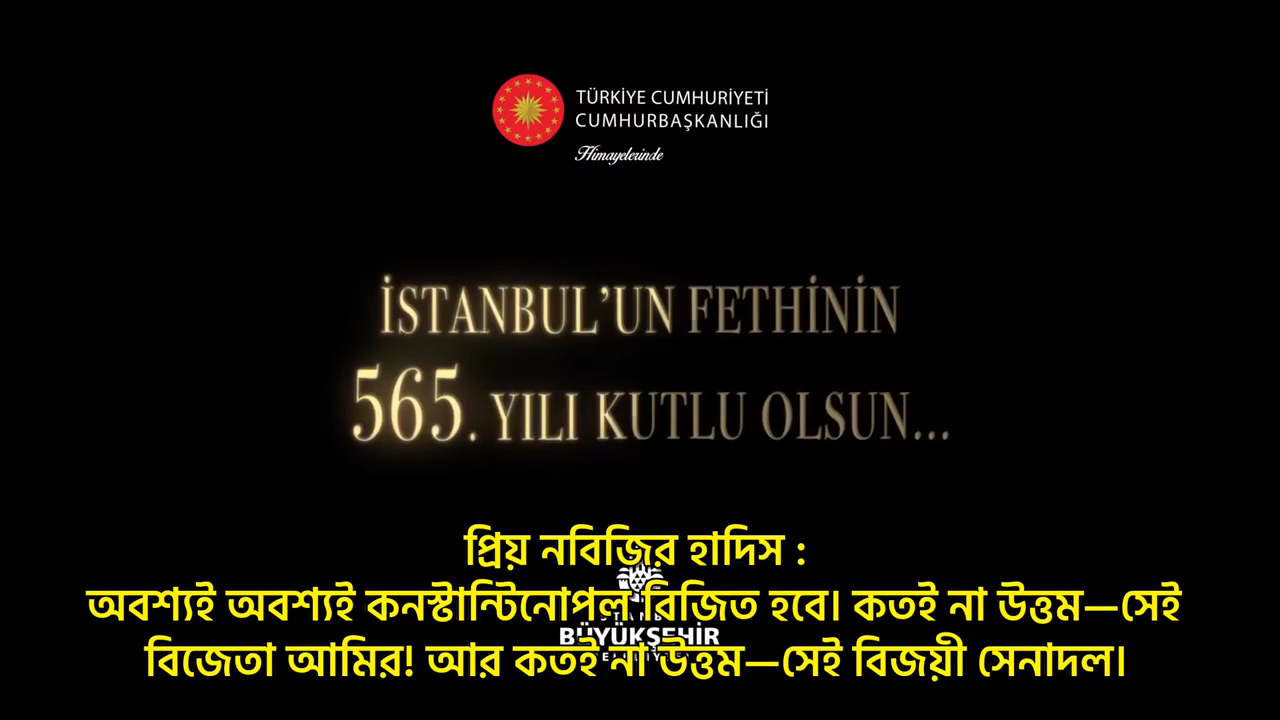 TÜRKİYE CUMHURİYETİ
CUMHURBAŞKANLIĞI
Himayelerinde
İSTANBUL'UN FETHİNİN
565. YILI KUTLU OLSUN...
প্রিয় নবিজির হাদিস :
অবশ্যই অবশ্যই কনস্টান্টিনোপল বিজিত হবে। কতই না উত্তম—সেই
BÜYÜKŞEHİR
বিজেতা আমির! আর কতই না উত্তম—সেই বিজয়ী সেনাদল।